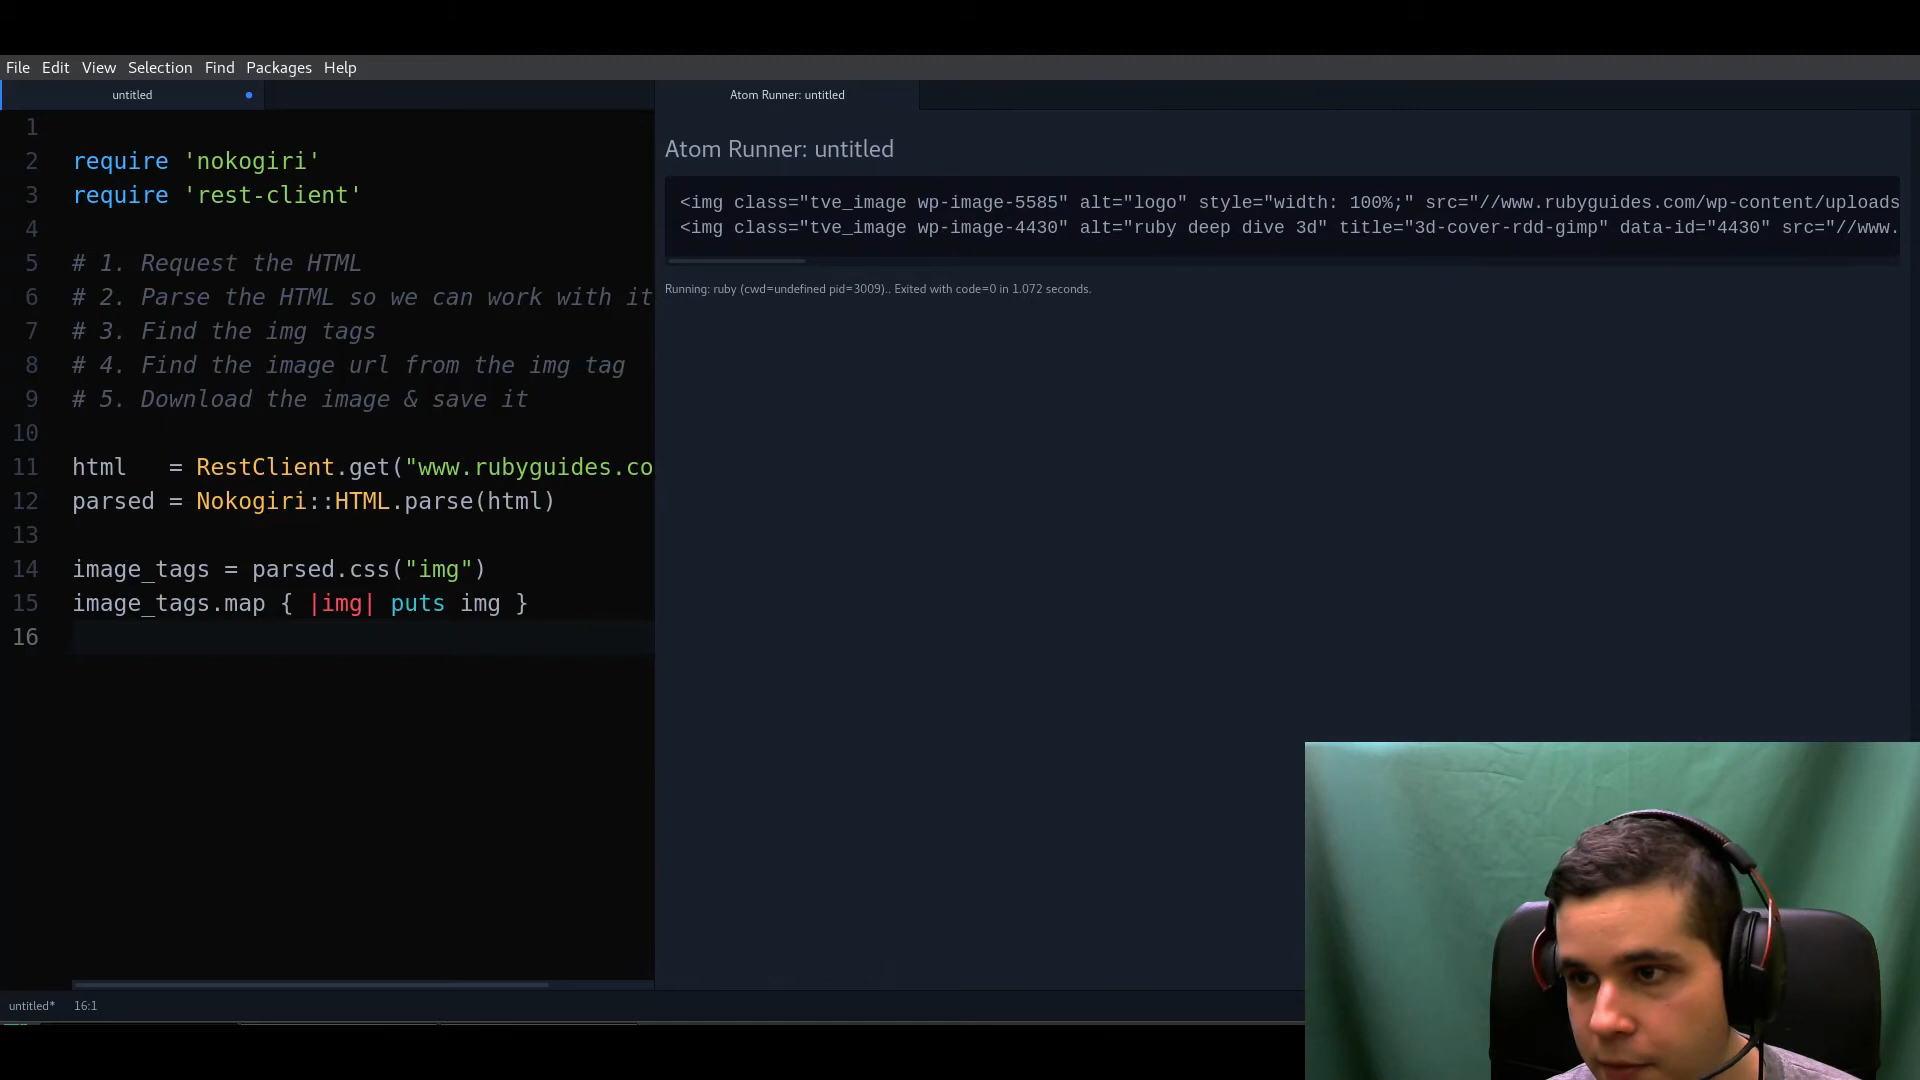 File Edit View Selection Find Packages Help
untitled
Atom Runner: untitled
1
2 require 'nokogiri'
3 require 'rest-client'
4
5 # 1. Request the HTML
6 # 2. Parse the HTML so we can work with it
7 # 3. Find the img tags
8 # 4. Find the image url from the img tag
9 # 5. Download the image & save it
10
11 html   = RestClient.get("www.rubyguides.co
12 parsed = Nokogiri::HTML.parse(html)
13
14 image_tags = parsed.css("img")
15 image_tags.map { |img| puts img }
16
Atom Runner: untitled
<img class="tve_image wp-image-5585" alt="logo" style="width: 100%;" src="//www.rubyguides.com/wp-content/uploads
<img class="tve_image wp-image-4430" alt="ruby deep dive 3d" title="3d-cover-rdd-gimp" data-id="4430" src="//www.
Running: ruby (cwd=undefined pid=3009).. Exited with code=0 in 1.072 seconds.
untitled* 16:1